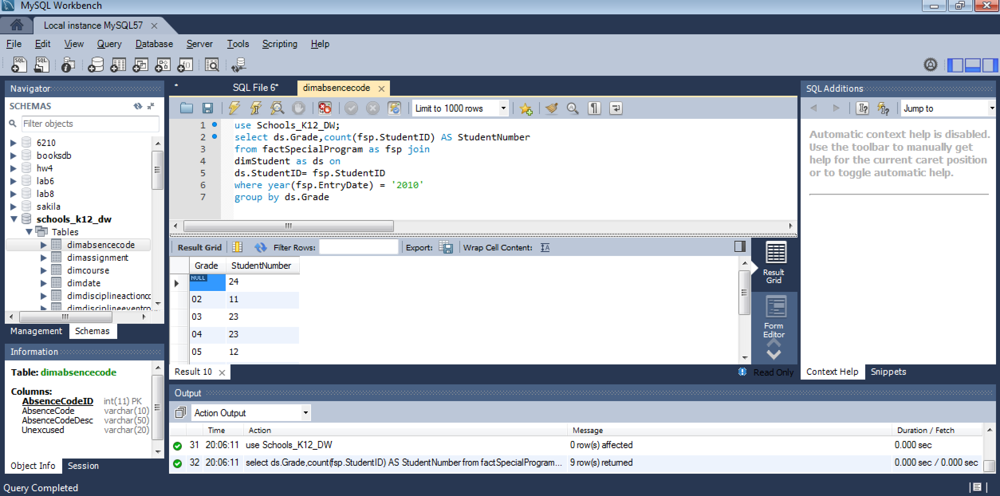 MySQL Workbench
Local instance MySQL57
File Edit View Query Database Server Tools Scripting Help
Navigator
SCHEMAS
Filter objects
6210
booksdb
hw4
lab6
lab8
sakila
schools_k12_dw
Tables
dimabsencecode
dimassignment
dimcourse
dimdate
dimdisciplineactionco
dimdisciplineeventco...
Management Schemas
Information
Table: dimabsencecode
Columns:
AbsenceCodeID int(11) PK
AbsenceCode varchar(10)
AbsenceCodeDesc varchar(50)
Unexcused varchar(20)
Object Info Session
* SQL File 6* dimabsencecode
Limit to 1000 rows
1 use Schools_K12_DW;
2 select ds.Grade,count(fsp.StudentID) AS StudentNumber
3 from factSpecialProgram as fsp join
4 dimStudent as ds on
5 ds.StudentID= fsp.StudentID
6 where year(fsp.EntryDate) = '2010'
7 group by ds.Grade
Result Grid Filter Rows: Export: Wrap Cell Content:
Grade StudentNumber
NULL 24
02 11
03 23
04 23
05 12
Result Grid
Form Editor
Result 10
Read Only
SQL Additions
Jump to
Automatic context help is disabled.
Use the toolbar to manually get
help for the current caret position
or to toggle automatic help.
Context Help Snippets
Output
Action Output
Time Action Message Duration / Fetch
31 20:06:11 use Schools_K12_DW 0 row(s) affected 0.000 sec
32 20:06:11 select ds.Grade,count(fsp.StudentID) AS StudentNumber from factSpecialProgram... 9 row(s) returned 0.000 sec / 0.000 sec
Query Completed